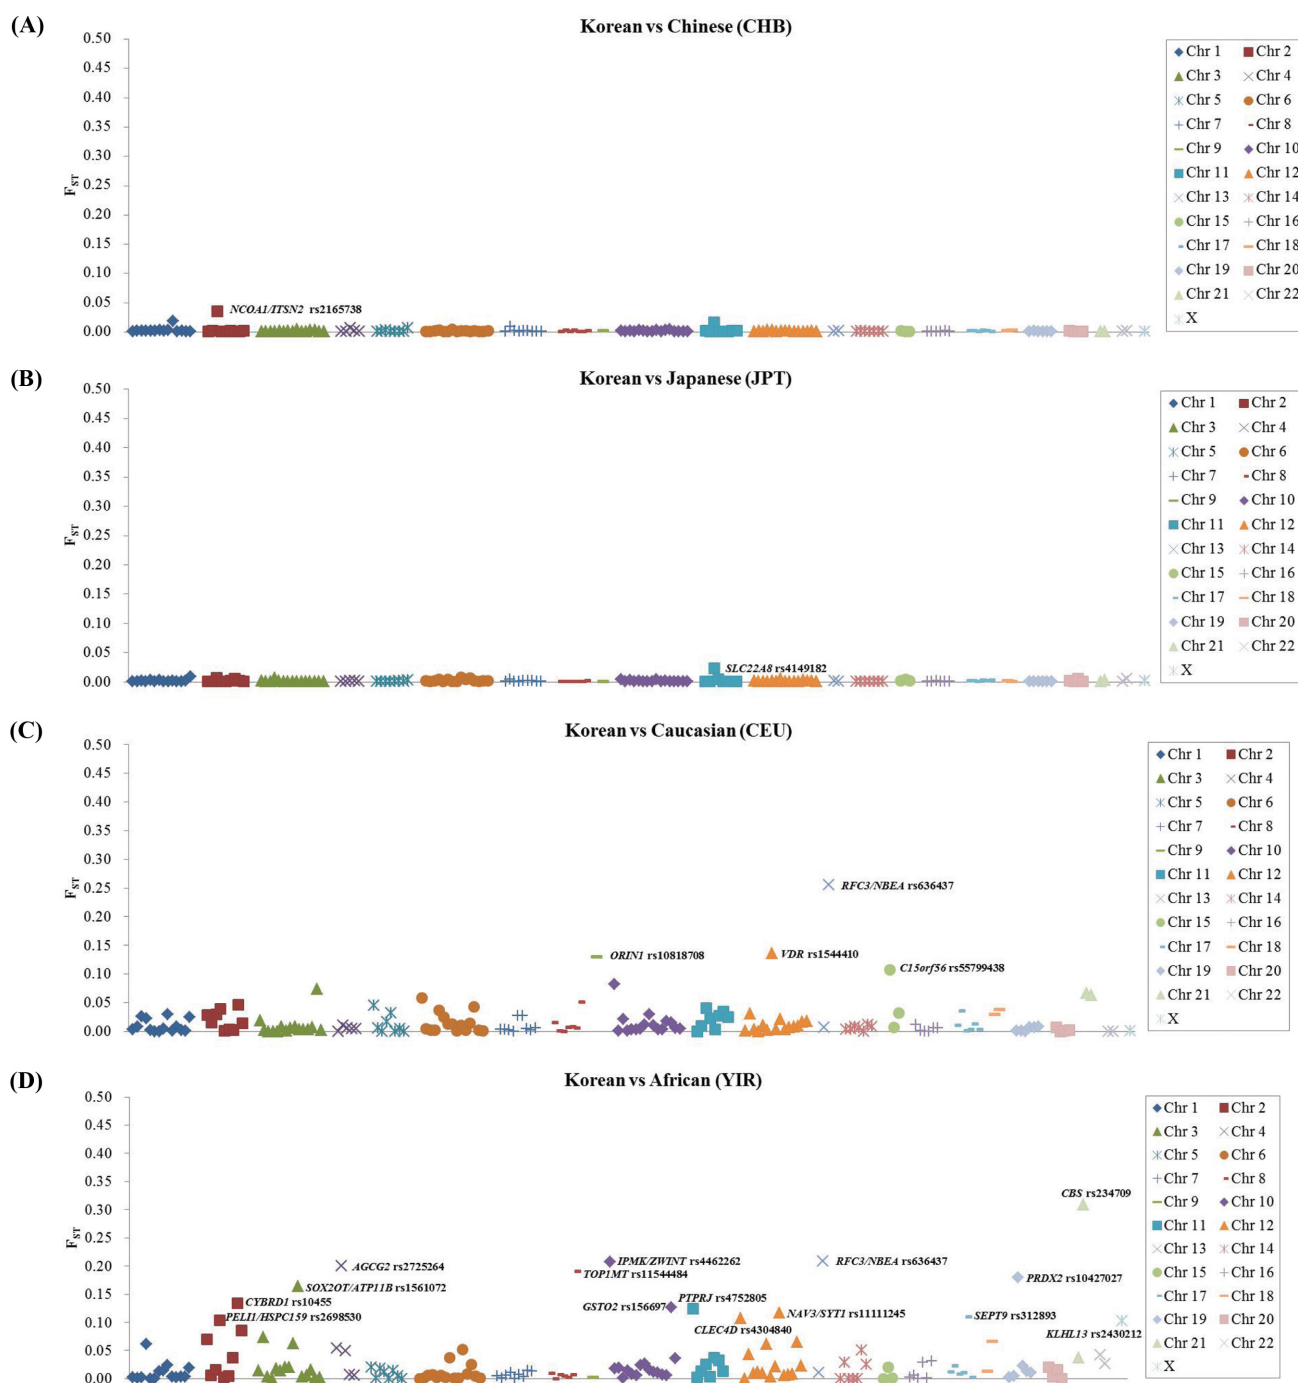 (A)
Korean vs Chinese (CHB)
0.50
0.45
0.40
0.35
0.30
0.25
0.20
0.15
0.10
0.05
0.00
FST
NCOA1/ITSN2 rs2165738
Chr 1 Chr 2
Chr 3 Chr 4
Chr 5 Chr 6
Chr 7 Chr 8
Chr 9 Chr 10
Chr 11 Chr 12
Chr 13 Chr 14
Chr 15 Chr 16
Chr 17 Chr 18
Chr 19 Chr 20
Chr 21 Chr 22
X
(B)
Korean vs Japanese (JPT)
0.50
0.45
0.40
0.35
0.30
0.25
0.20
0.15
0.10
0.05
0.00
FST
SLC22A8 rs4149182
Chr 1 Chr 2
Chr 3 Chr 4
Chr 5 Chr 6
Chr 7 Chr 8
Chr 9 Chr 10
Chr 11 Chr 12
Chr 13 Chr 14
Chr 15 Chr 16
Chr 17 Chr 18
Chr 19 Chr 20
Chr 21 Chr 22
X
(C)
Korean vs Caucasian (CEU)
0.50
0.45
0.40
0.35
0.30
0.25
0.20
0.15
0.10
0.05
0.00
FST
RFC3/NBEA rs636437
ORIN1 rs10818708
VDR rs1544410
C15orf56 rs55799438
Chr 1 Chr 2
Chr 3 Chr 4
Chr 5 Chr 6
Chr 7 Chr 8
Chr 9 Chr 10
Chr 11 Chr 12
Chr 13 Chr 14
Chr 15 Chr 16
Chr 17 Chr 18
Chr 19 Chr 20
Chr 21 Chr 22
X
(D)
Korean vs African (YIR)
0.50
0.45
0.40
0.35
0.30
0.25
0.20
0.15
0.10
0.05
0.00
FST
CBS rs234709
AGCG2 rs2725264
IPMK/ZWINT rs4462262
RFC3/NBEA rs636437
TOP1MT rs11544484
PRDX2 rs10427027
SOX2OT/ATP11B rs1561072
PTPRJ rs4752805
CYBRD1 rs10455
GSTO2 rs156697
NAV3/SYT1 rs11111245
SEPT9 rs312893
PELI1/HSPC159 rs2698530
CLEC4D rs4304840
KLHL13 rs2430212
Chr 1 Chr 2
Chr 3 Chr 4
Chr 5 Chr 6
Chr 7 Chr 8
Chr 9 Chr 10
Chr 11 Chr 12
Chr 13 Chr 14
Chr 15 Chr 16
Chr 17 Chr 18
Chr 19 Chr 20
Chr 21 Chr 22
X